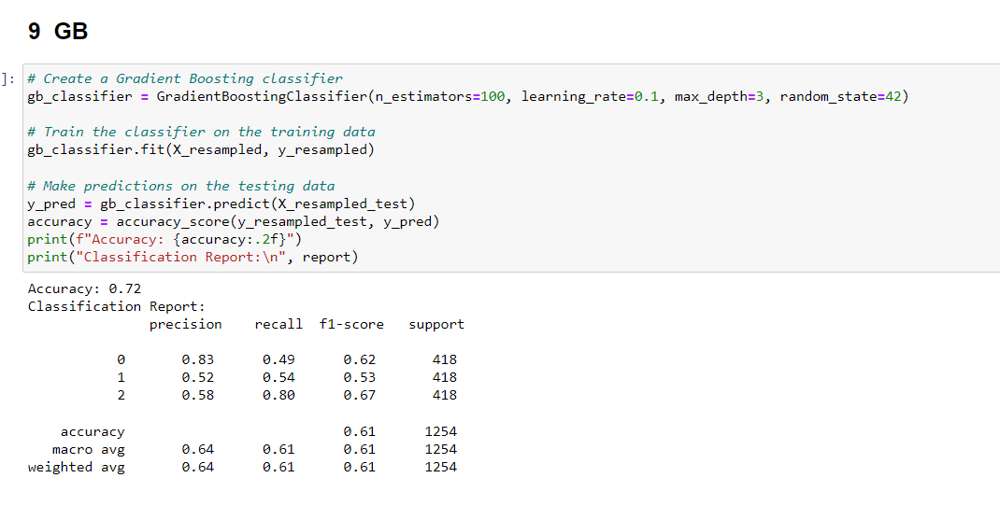 9 GB
]: # Create a Gradient Boosting classifier
gb_classifier = GradientBoostingClassifier(n_estimators=100, learning_rate=0.1, max_depth=3, random_state=42)
# Train the classifier on the training data
gb_classifier.fit(X_resampled, y_resampled)
# Make predictions on the testing data
y_pred = gb_classifier.predict(X_resampled_test)
accuracy = accuracy_score(y_resampled_test, y_pred)
print(f"Accuracy: {accuracy:.2f}")
print("Classification Report:\n", report)
Accuracy: 0.72
Classification Report:
precision recall f1-score support
0 0.83 0.49 0.62 418
1 0.52 0.54 0.53 418
2 0.58 0.80 0.67 418
accuracy 0.61 1254
macro avg 0.64 0.61 0.61 1254
weighted avg 0.64 0.61 0.61 1254